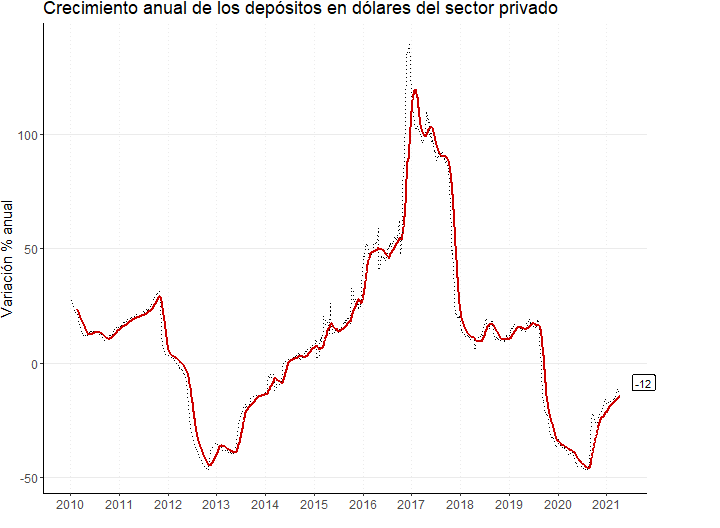 Crecimiento anual de los depósitos en dólares del sector privado
Variación % anual
100
50
0
-50
-12
2010 2011 2012 2013 2014 2015 2016 2017 2018 2019 2020 2021